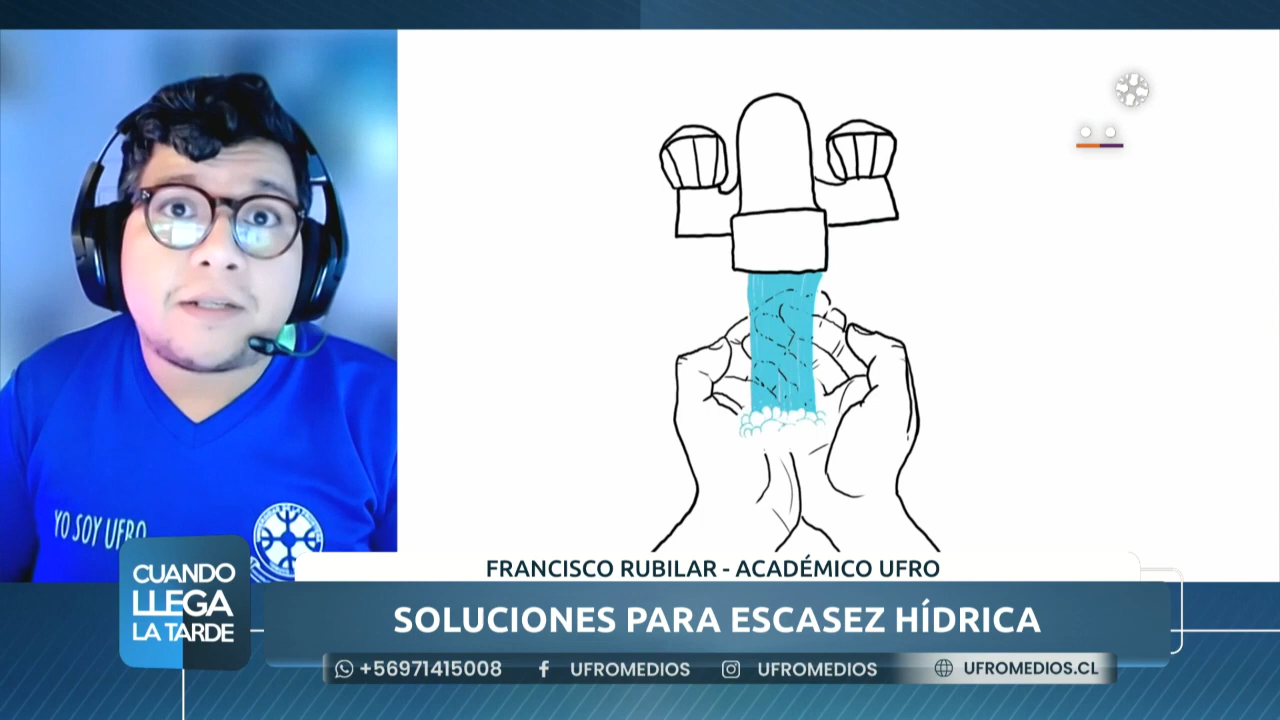 YO SOY UFRO
CUANDO
LLEGA
LA TARDE
FRANCISCO RUBILAR - ACADÉMICO UFRO
SOLUCIONES PARA ESCASEZ HÍDRICA
+56971415008 UFROMEDIOS UFROMEDIOS UFROMEDIOS.CL